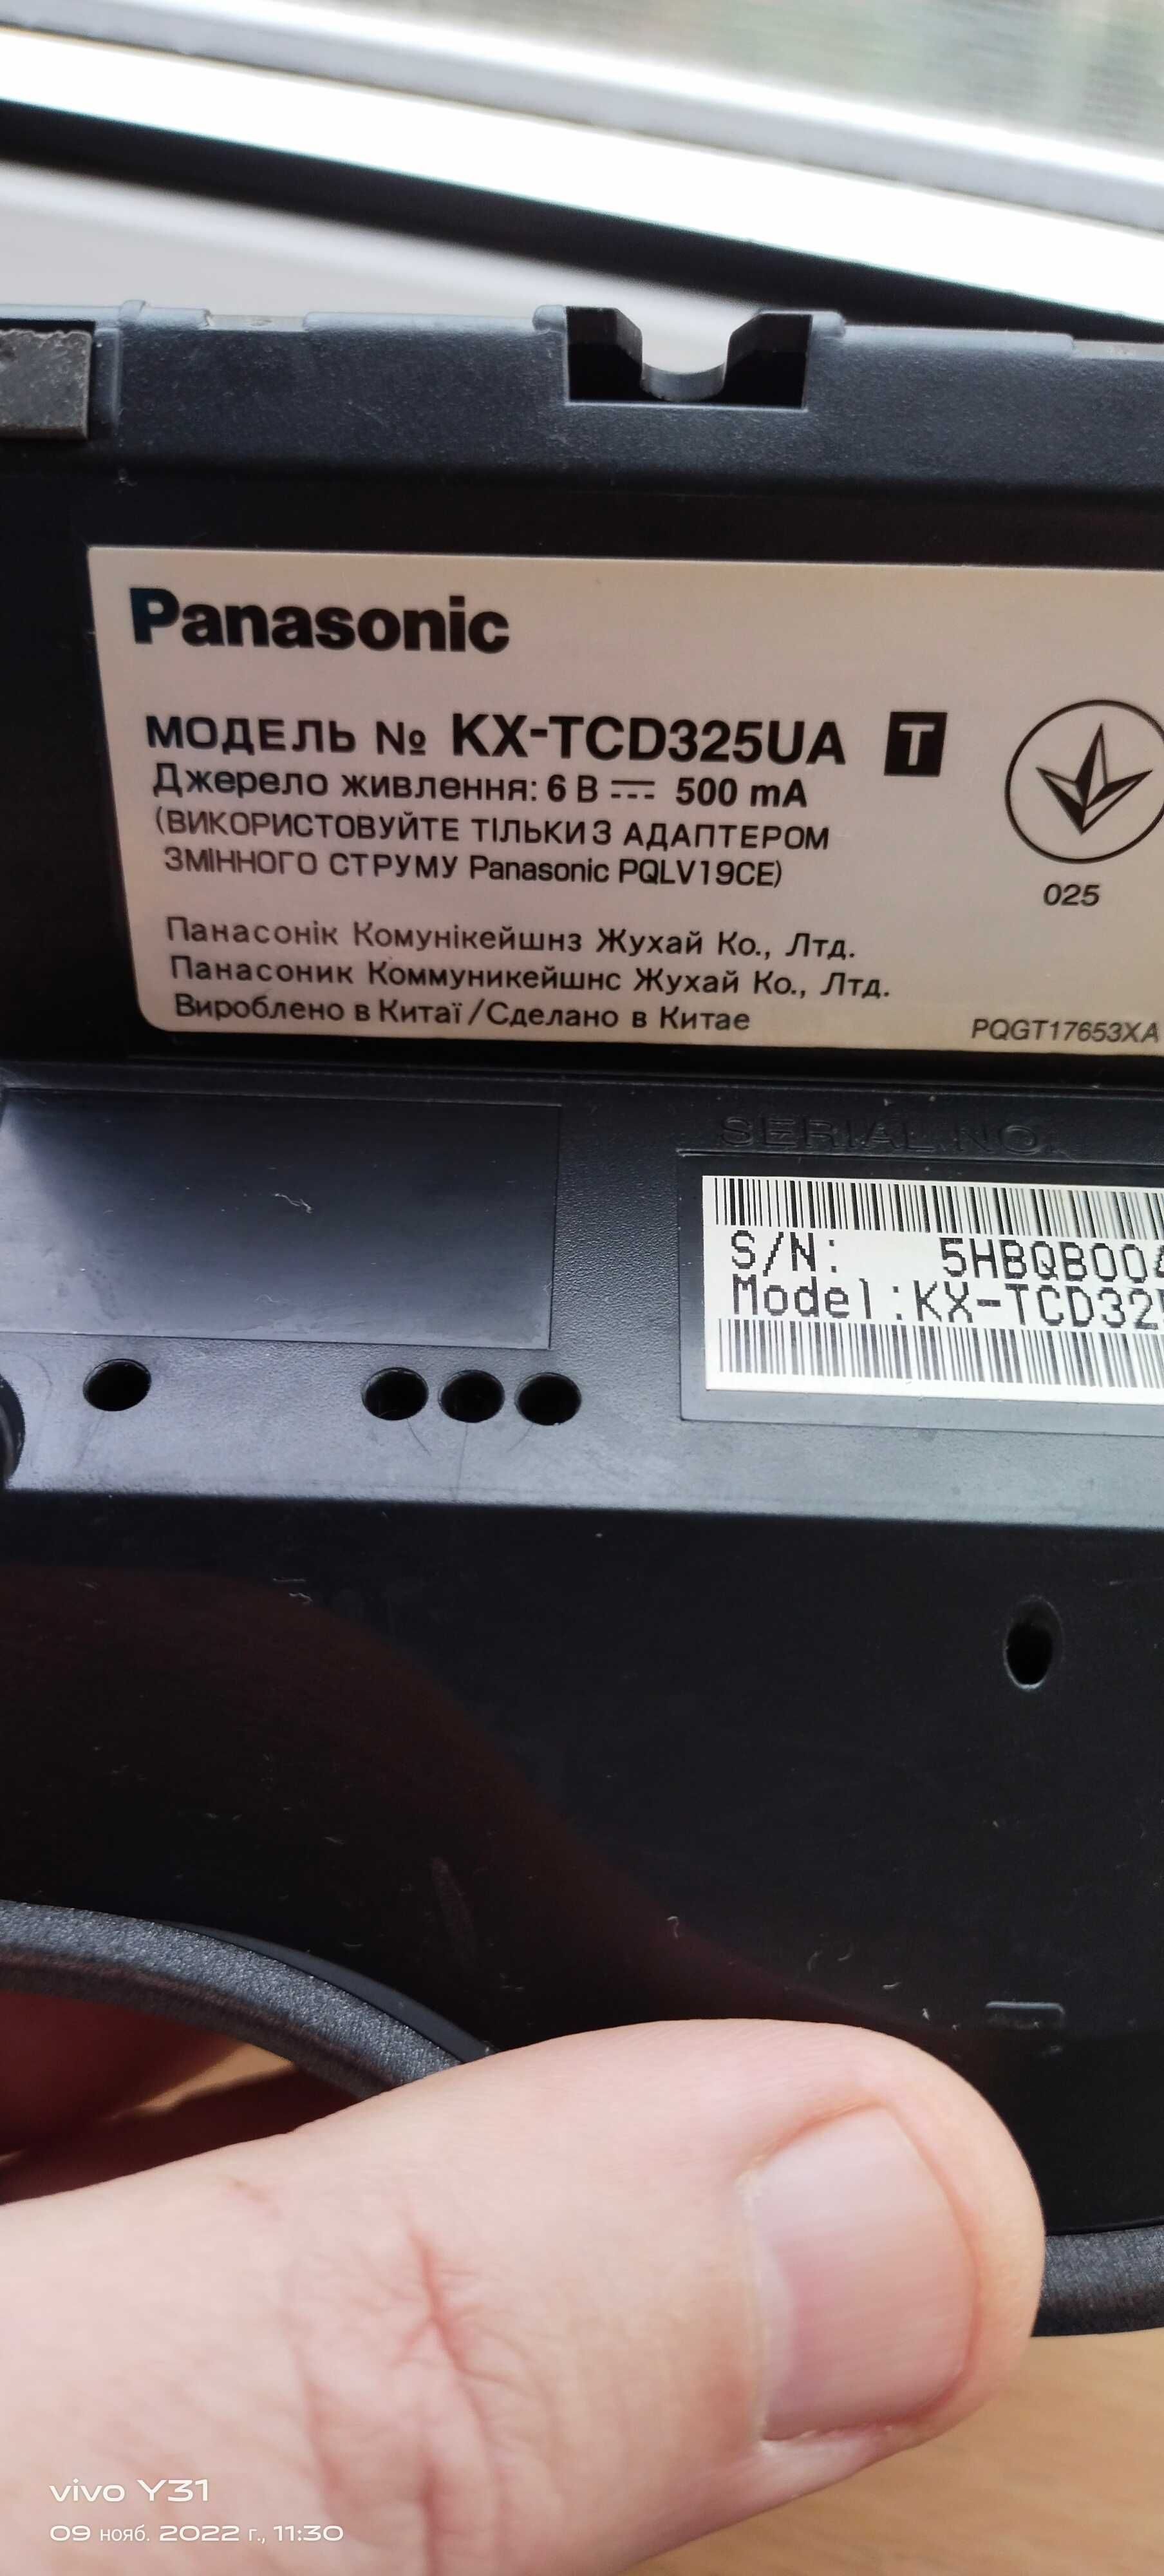 Panasonic
МОДЕЛЬ № KX-TCD325UA T
Джерело живлення: 6 В 500 mA
(ВИКОРИСТОВУЙТЕ ТІЛЬКИ З АДАПТЕРОМ
ЗМІННОГО СТРУМУ Panasonic PQLV19CE)
025
Панасонік Комунікейшнз Жухай Ко., Лтд.
Панасоник Коммуникейшнс Жухай Ко., Лтд.
Вироблено в Китаї / Сделано в Китае
PQGT17653XA
SERIAL NO.
S/N: 5HBQB00
Model:KX-TCD32
vivo Y31
09 нояб. 2022 г., 11:30